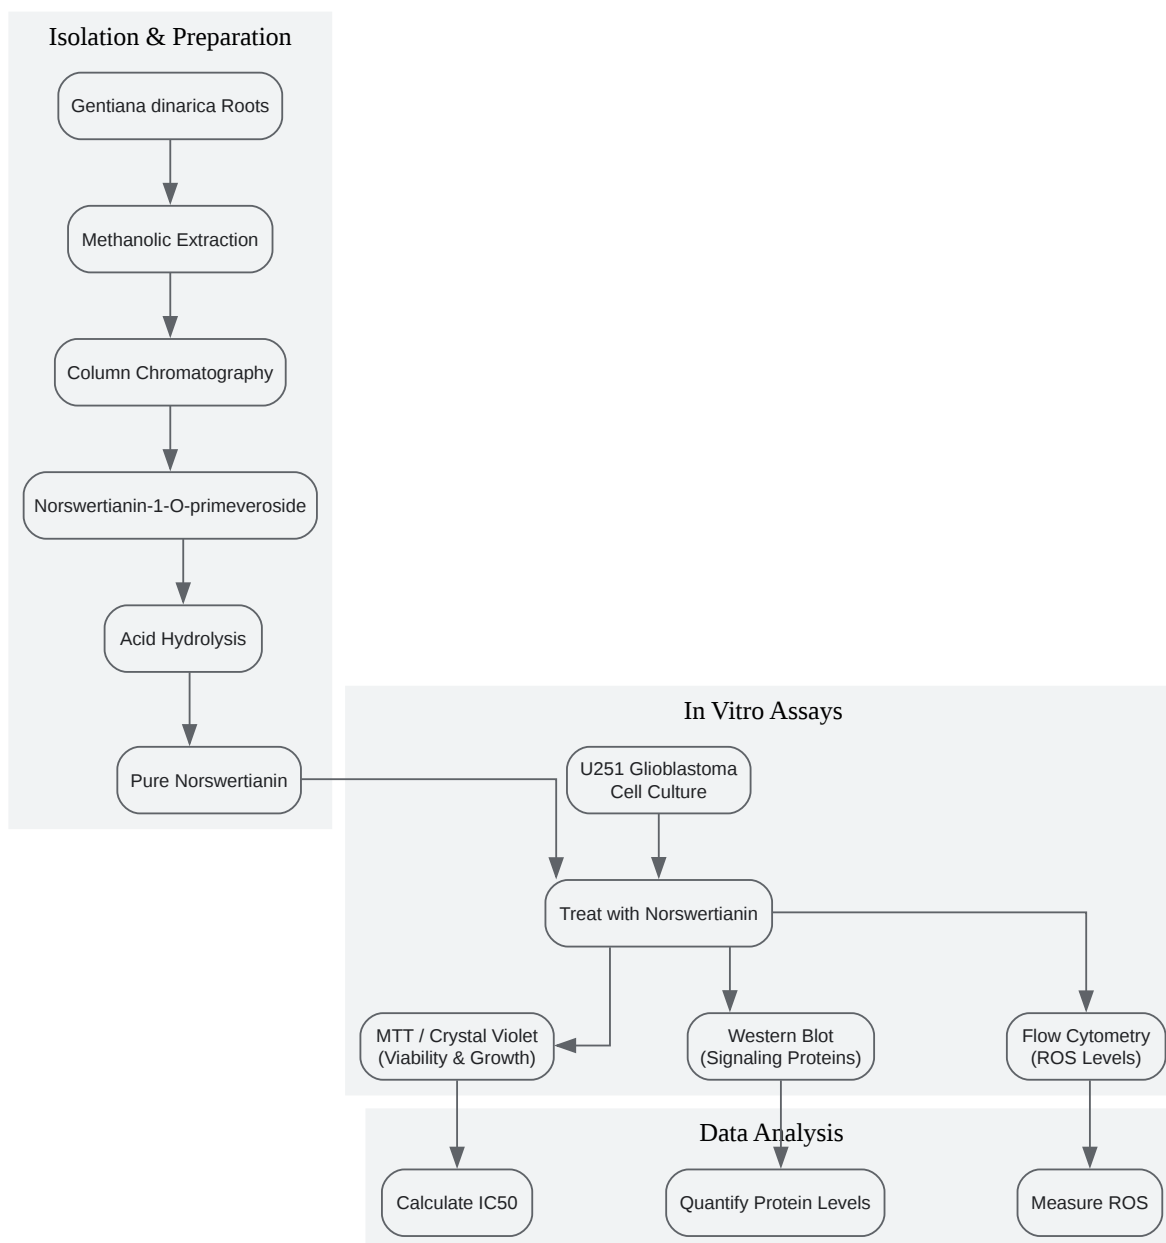 Isolation & Preparation
Gentiana dinarica Roots
Methanolic Extraction
Column Chromatography
Norswertianin-1-O-primeveroside
Acid Hydrolysis
Pure Norswertianin
In Vitro Assays
U251 Glioblastoma
Cell Culture
Treat with Norswertianin
MTT / Crystal Violet
(Viability & Growth)
Western Blot
(Signaling Proteins)
Flow Cytometry
(ROS Levels)
Data Analysis
Calculate IC50
Quantify Protein Levels
Measure ROS